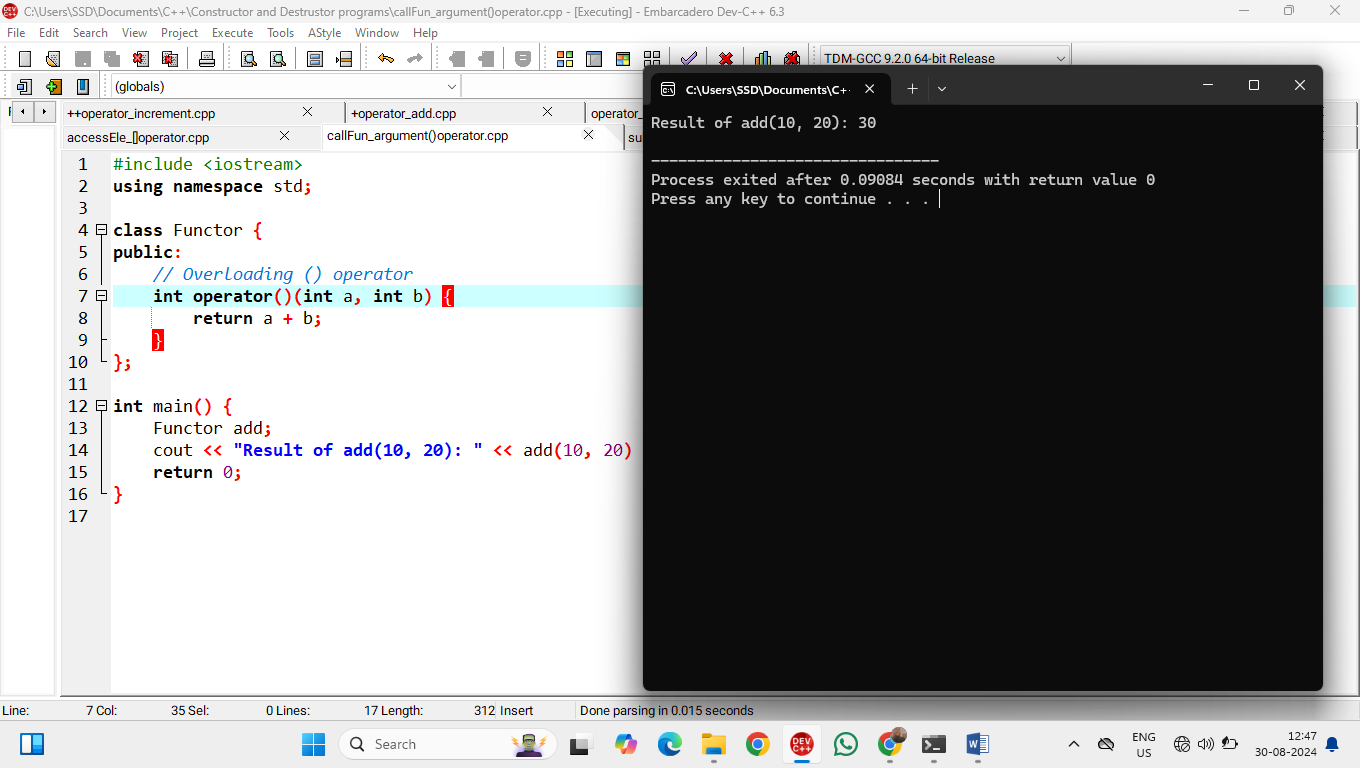 C:\Users\SSD\Documents\C++\Constructor and Destrustor programs\callFun_argument()operator.cpp - [Executing] - Embarcadero Dev-C++ 6.3
File Edit Search View Project Execute Tools AStyle Window Help
TDM-GCC 9.2.0 64-bit Release
(globals)
++operator_increment.cpp +operator_add.cpp operator_
accessEle_[]operator.cpp callFun_argument()operator.cpp su
1 #include <iostream>
2 using namespace std;
3
4 class Functor {
5 public:
6 // Overloading () operator
7 int operator()(int a, int b) {
8 return a + b;
9 }
10 };
11
12 int main() {
13 Functor add;
14 cout << "Result of add(10, 20): " << add(10, 20)
15 return 0;
16 }
17
C:\Users\SSD\Documents\C+
Result of add(10, 20): 30
--------------------------------
Process exited after 0.09084 seconds with return value 0
Press any key to continue . . .
Line: 7 Col: 35 Sel: 0 Lines: 17 Length: 312 Insert Done parsing in 0.015 seconds
Search
DEV C++
ENG
US
12:47
30-08-2024